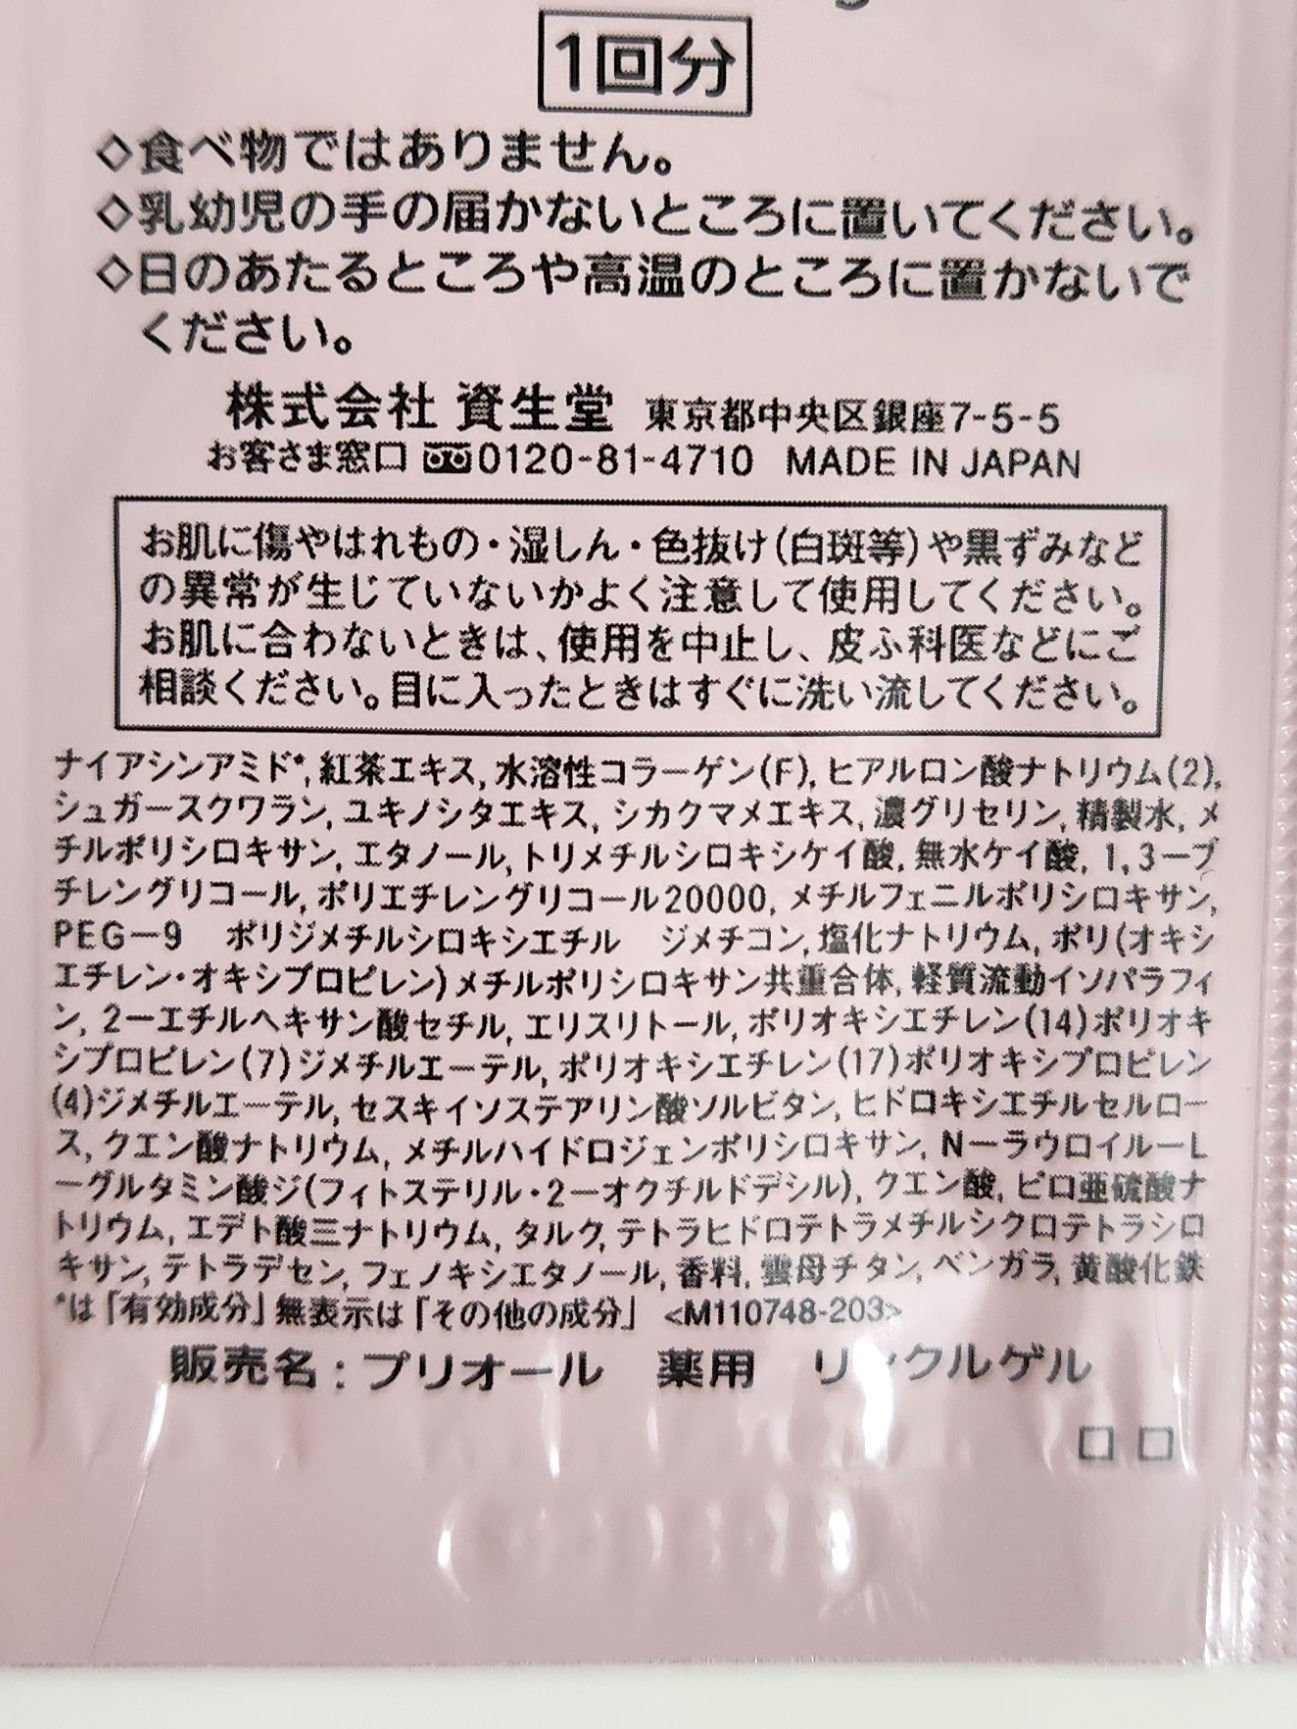 1回分
◇食べ物ではありません。
◇乳幼児の手の届かないところに置いてください。
◇日のあたるところや高温のところに置かないで
ください。
株式会社 資生堂 東京都中央区銀座7-5-5
お客さま窓口 0120-81-4710 MADE IN JAPAN
お肌に傷やはれもの・湿しん・色抜け(白斑等)や黒ずみなど
の異常が生じていないかよく注意して使用してください。
お肌に合わないときは、使用を中止し、皮ふ科医などにご
相談ください。目に入ったときはすぐに洗い流してください。
ナイアシンアミド*, 紅茶エキス, 水溶性コラーゲン(F), ヒアルロン酸ナトリウム(2),
シュガースクワラン, ユキノシタエキス, シカクマメエキス, 濃グリセリン, 精製水, メ
チルポリシロキサン, エタノール, トリメチルシロキシケイ酸, 無水ケイ酸, 1,3ーブ
チレングリコール, ポリエチレングリコール20000, メチルフェニルポリシロキサン,
PEGー9 ポリジメチルシロキシエチル ジメチコン, 塩化ナトリウム, ポリ(オキシ
エチレン・オキシプロピレン)メチルポリシロキサン共重合体, 軽質流動イソパラフィ
ン, 2ーエチルヘキサン酸セチル, エリスリトール, ポリオキシエチレン(14)ポリオキ
シプロピレン(7)ジメチルエーテル, ポリオキシエチレン(17)ポリオキシプロピレン
(4)ジメチルエーテル, セスキイソステアリン酸ソルビタン, ヒドロキシエチルセルロー
ス, クエン酸ナトリウム, メチルハイドロジェンポリシロキサン, NーラウロイルーL
ーグルタミン酸ジ(フィトステリル・2ーオクチルドデシル), クエン酸, ピロ亜硫酸ナ
トリウム, エデト酸三ナトリウム, タルク, テトラヒドロテトラメチルシクロテトラシロ
キサン, テトラデセン, フェノキシエタノール, 香料, 雲母チタン, ベンガラ, 黄酸化鉄
*は「有効成分」無表示は「その他の成分」 <M110748-203>
販売名：プリオール 薬用 リンクルゲル